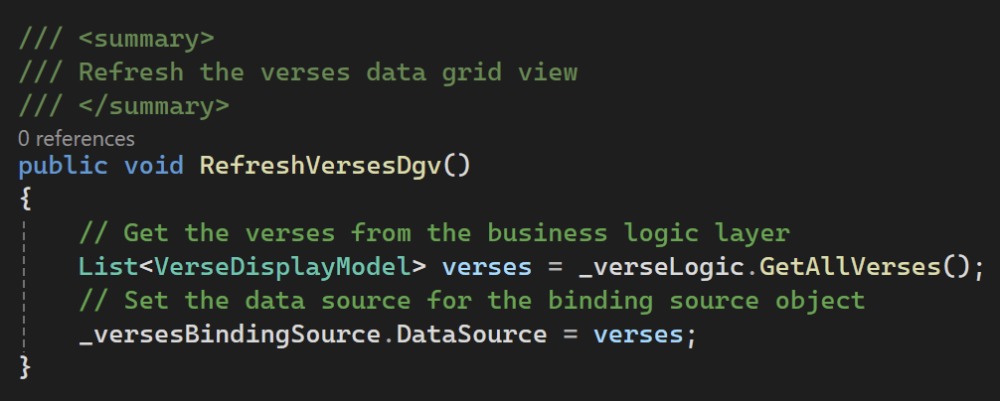 /// <summary>
/// Refresh the verses data grid view
/// </summary>
0 references
public void RefreshVersesDgv()
{
    // Get the verses from the business logic layer
    List<VerseDisplayModel> verses = _verseLogic.GetAllVerses();
    // Set the data source for the binding source object
    _versesBindingSource.DataSource = verses;
}